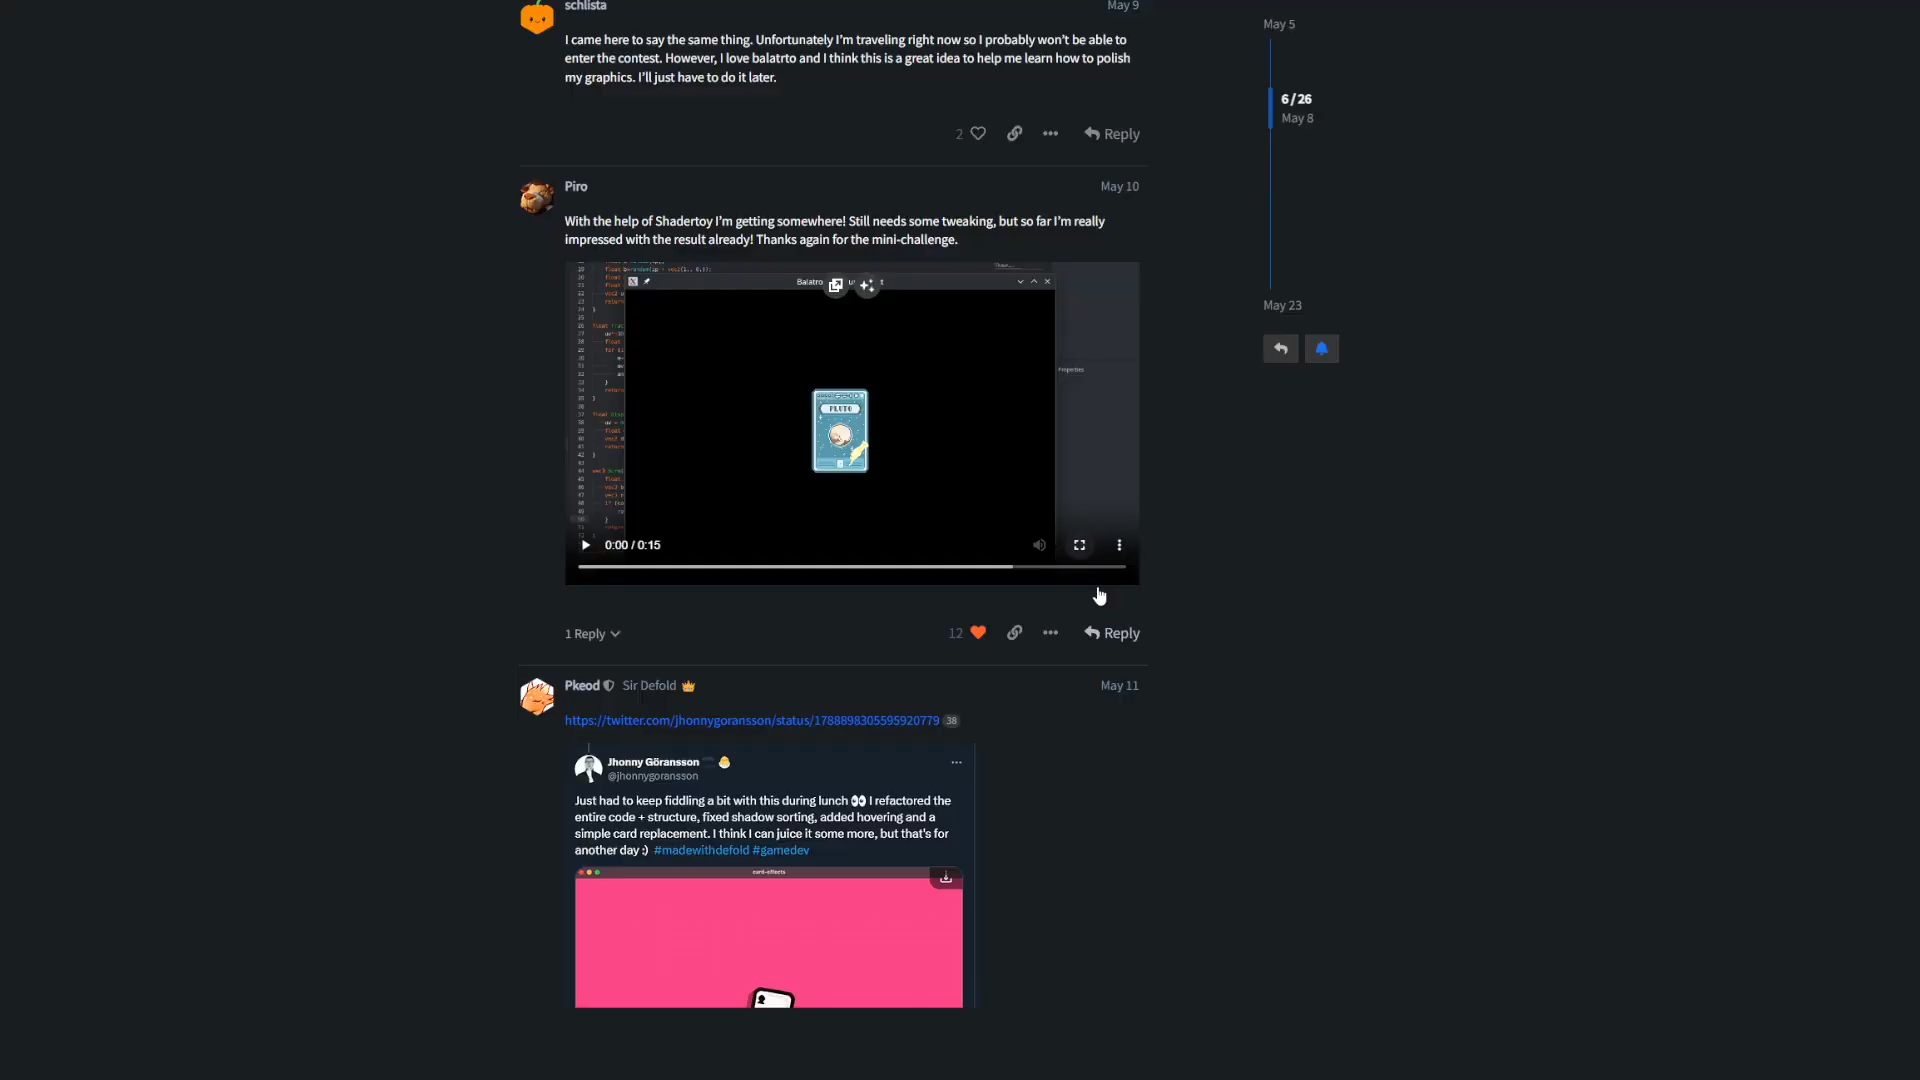 schlista
May 9
I came here to say the same thing. Unfortunately I'm traveling right now so I probably won't be able to
enter the contest. However, I love balatrto and I think this is a great idea to help me learn how to polish
my graphics. I'll just have to do it later.
2
Reply
May 5
6 / 26
May 8
May 23
Piro
May 10
With the help of Shadertoy I'm getting somewhere! Still needs some tweaking, but so far I'm really
impressed with the result already! Thanks again for the mini-challenge.
Balatro
Properties
PLUTO
0:00 / 0:15
1 Reply
12
Reply
Pkeod
Sir Defold
May 11
https://twitter.com/jhonnygoransson/status/1788898305595920779 38
Jhonny Göransson
@jhonnygoransson
Just had to keep fiddling a bit with this during lunch 👀 I refactored the
entire code + structure, fixed shadow sorting, added hovering and a
simple card replacement. I think I can juice it some more, but that's for
another day :) #madewithdefold #gamedev
card-effects